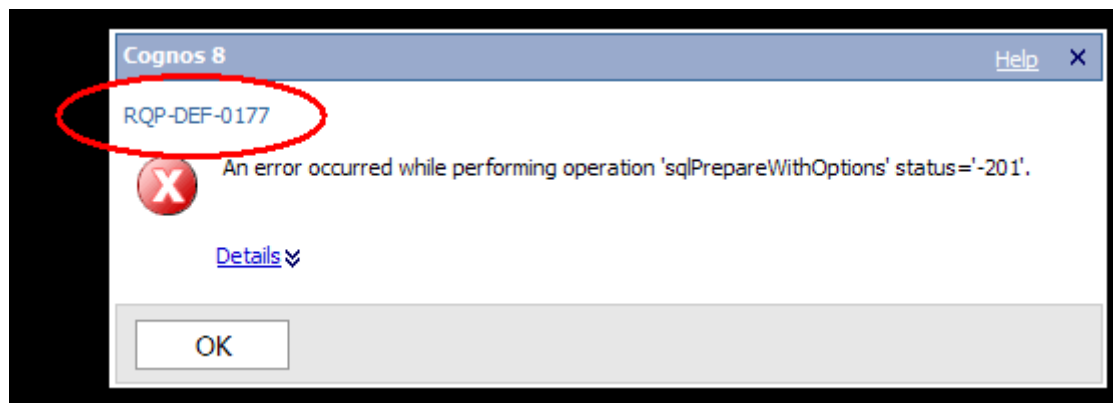 Cognos 8 Help ×
RQP-DEF-0177
An error occurred while performing operation 'sqlPrepareWithOptions' status='-201'.
Details
OK